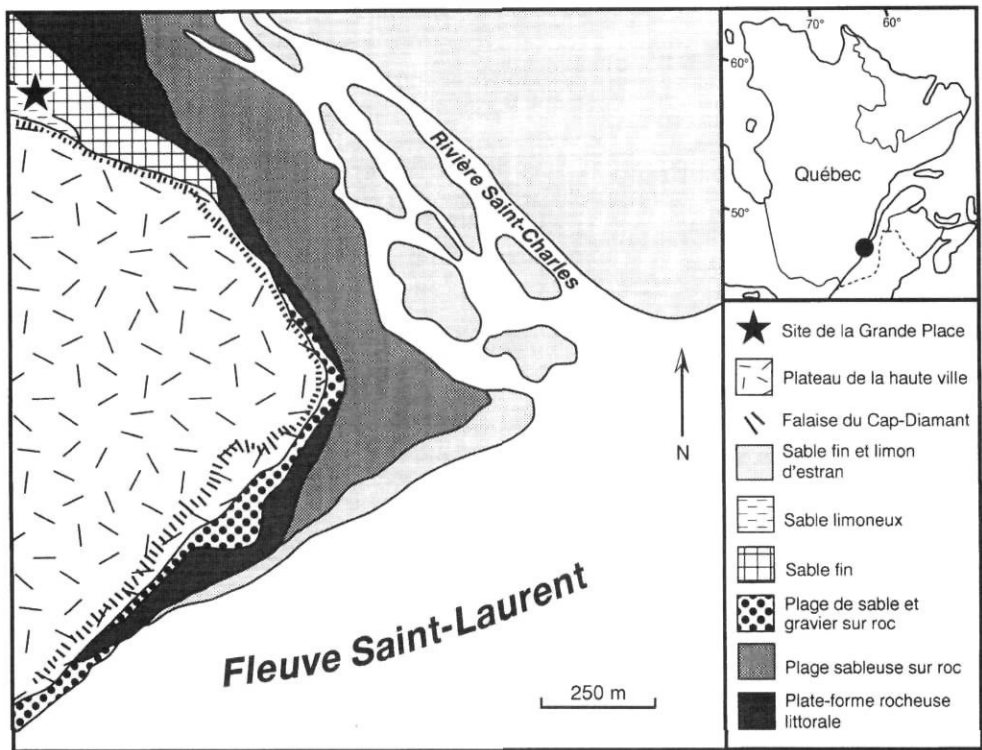 Rivière Saint-Charles
Fleuve Saint-Laurent
N
250 m
70°
60°
60°
50°
Québec
Site de la Grande Place
Plateau de la haute ville
Falaise du Cap-Diamant
Sable fin et limon
d'estran
Sable limoneux
Sable fin
Plage de sable et
gravier sur roc
Plage sableuse sur roc
Plate-forme rocheuse
littorale